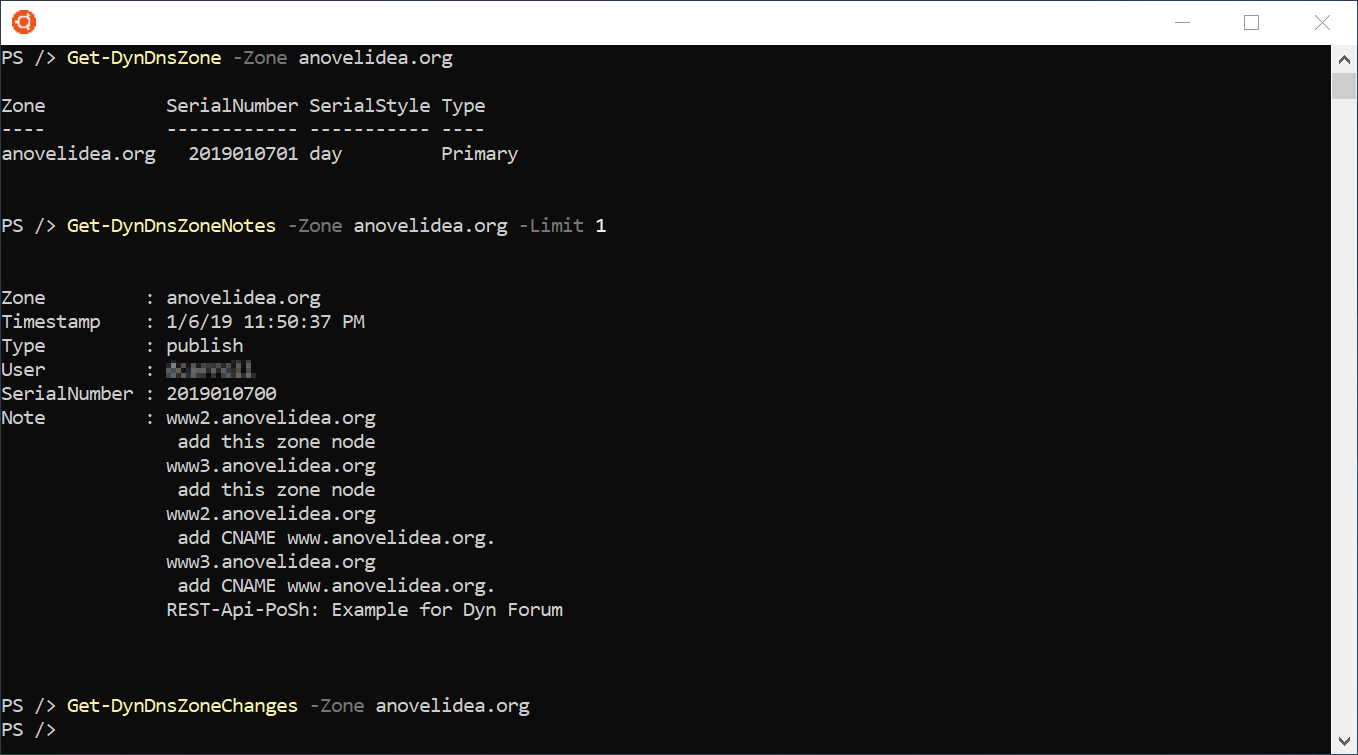 PS /> Get-DynDnsZone -Zone anovelidea.org
Zone           SerialNumber SerialStyle Type
----           ------------ ----------- ----
anovelidea.org   2019010701 day         Primary
PS /> Get-DynDnsZoneNotes -Zone anovelidea.org -Limit 1
Zone         : anovelidea.org
Timestamp    : 1/6/19 11:50:37 PM
Type         : publish
User         :
SerialNumber : 2019010700
Note         : www2.anovelidea.org
                add this zone node
               www3.anovelidea.org
                add this zone node
               www2.anovelidea.org
                add CNAME www.anovelidea.org.
               www3.anovelidea.org
                add CNAME www.anovelidea.org.
               REST-Api-PoSh: Example for Dyn Forum
PS /> Get-DynDnsZoneChanges -Zone anovelidea.org
PS />